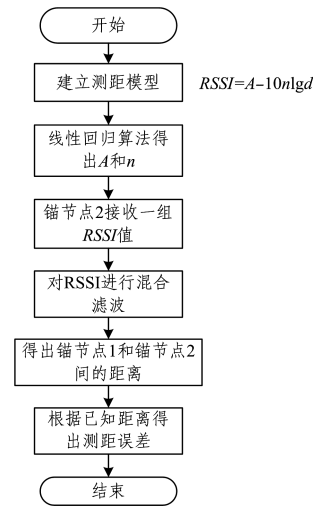 开始
建立测距模型
RSSI=A-10nlgd
线性回归算法得
出A和n
锚节点2接收一组
RSSI值
对RSSI进行混合
滤波
得出锚节点1和锚节点2
间的距离
根据已知距离得
出测距误差
结束